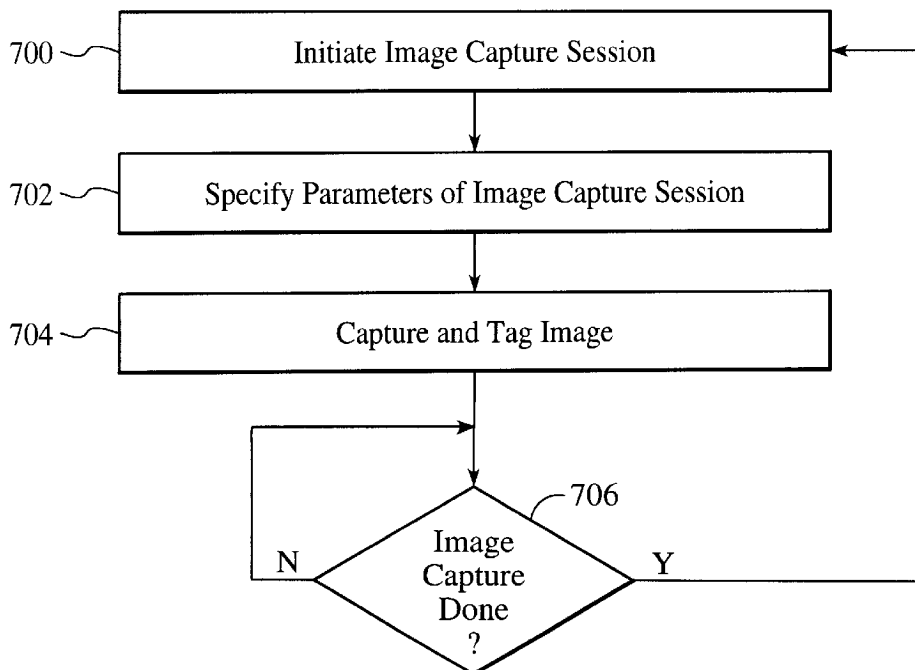 700
Initiate Image Capture Session
702
Specify Parameters of Image Capture Session
704
Capture and Tag Image
706
Image
Capture
Done
?
N
Y